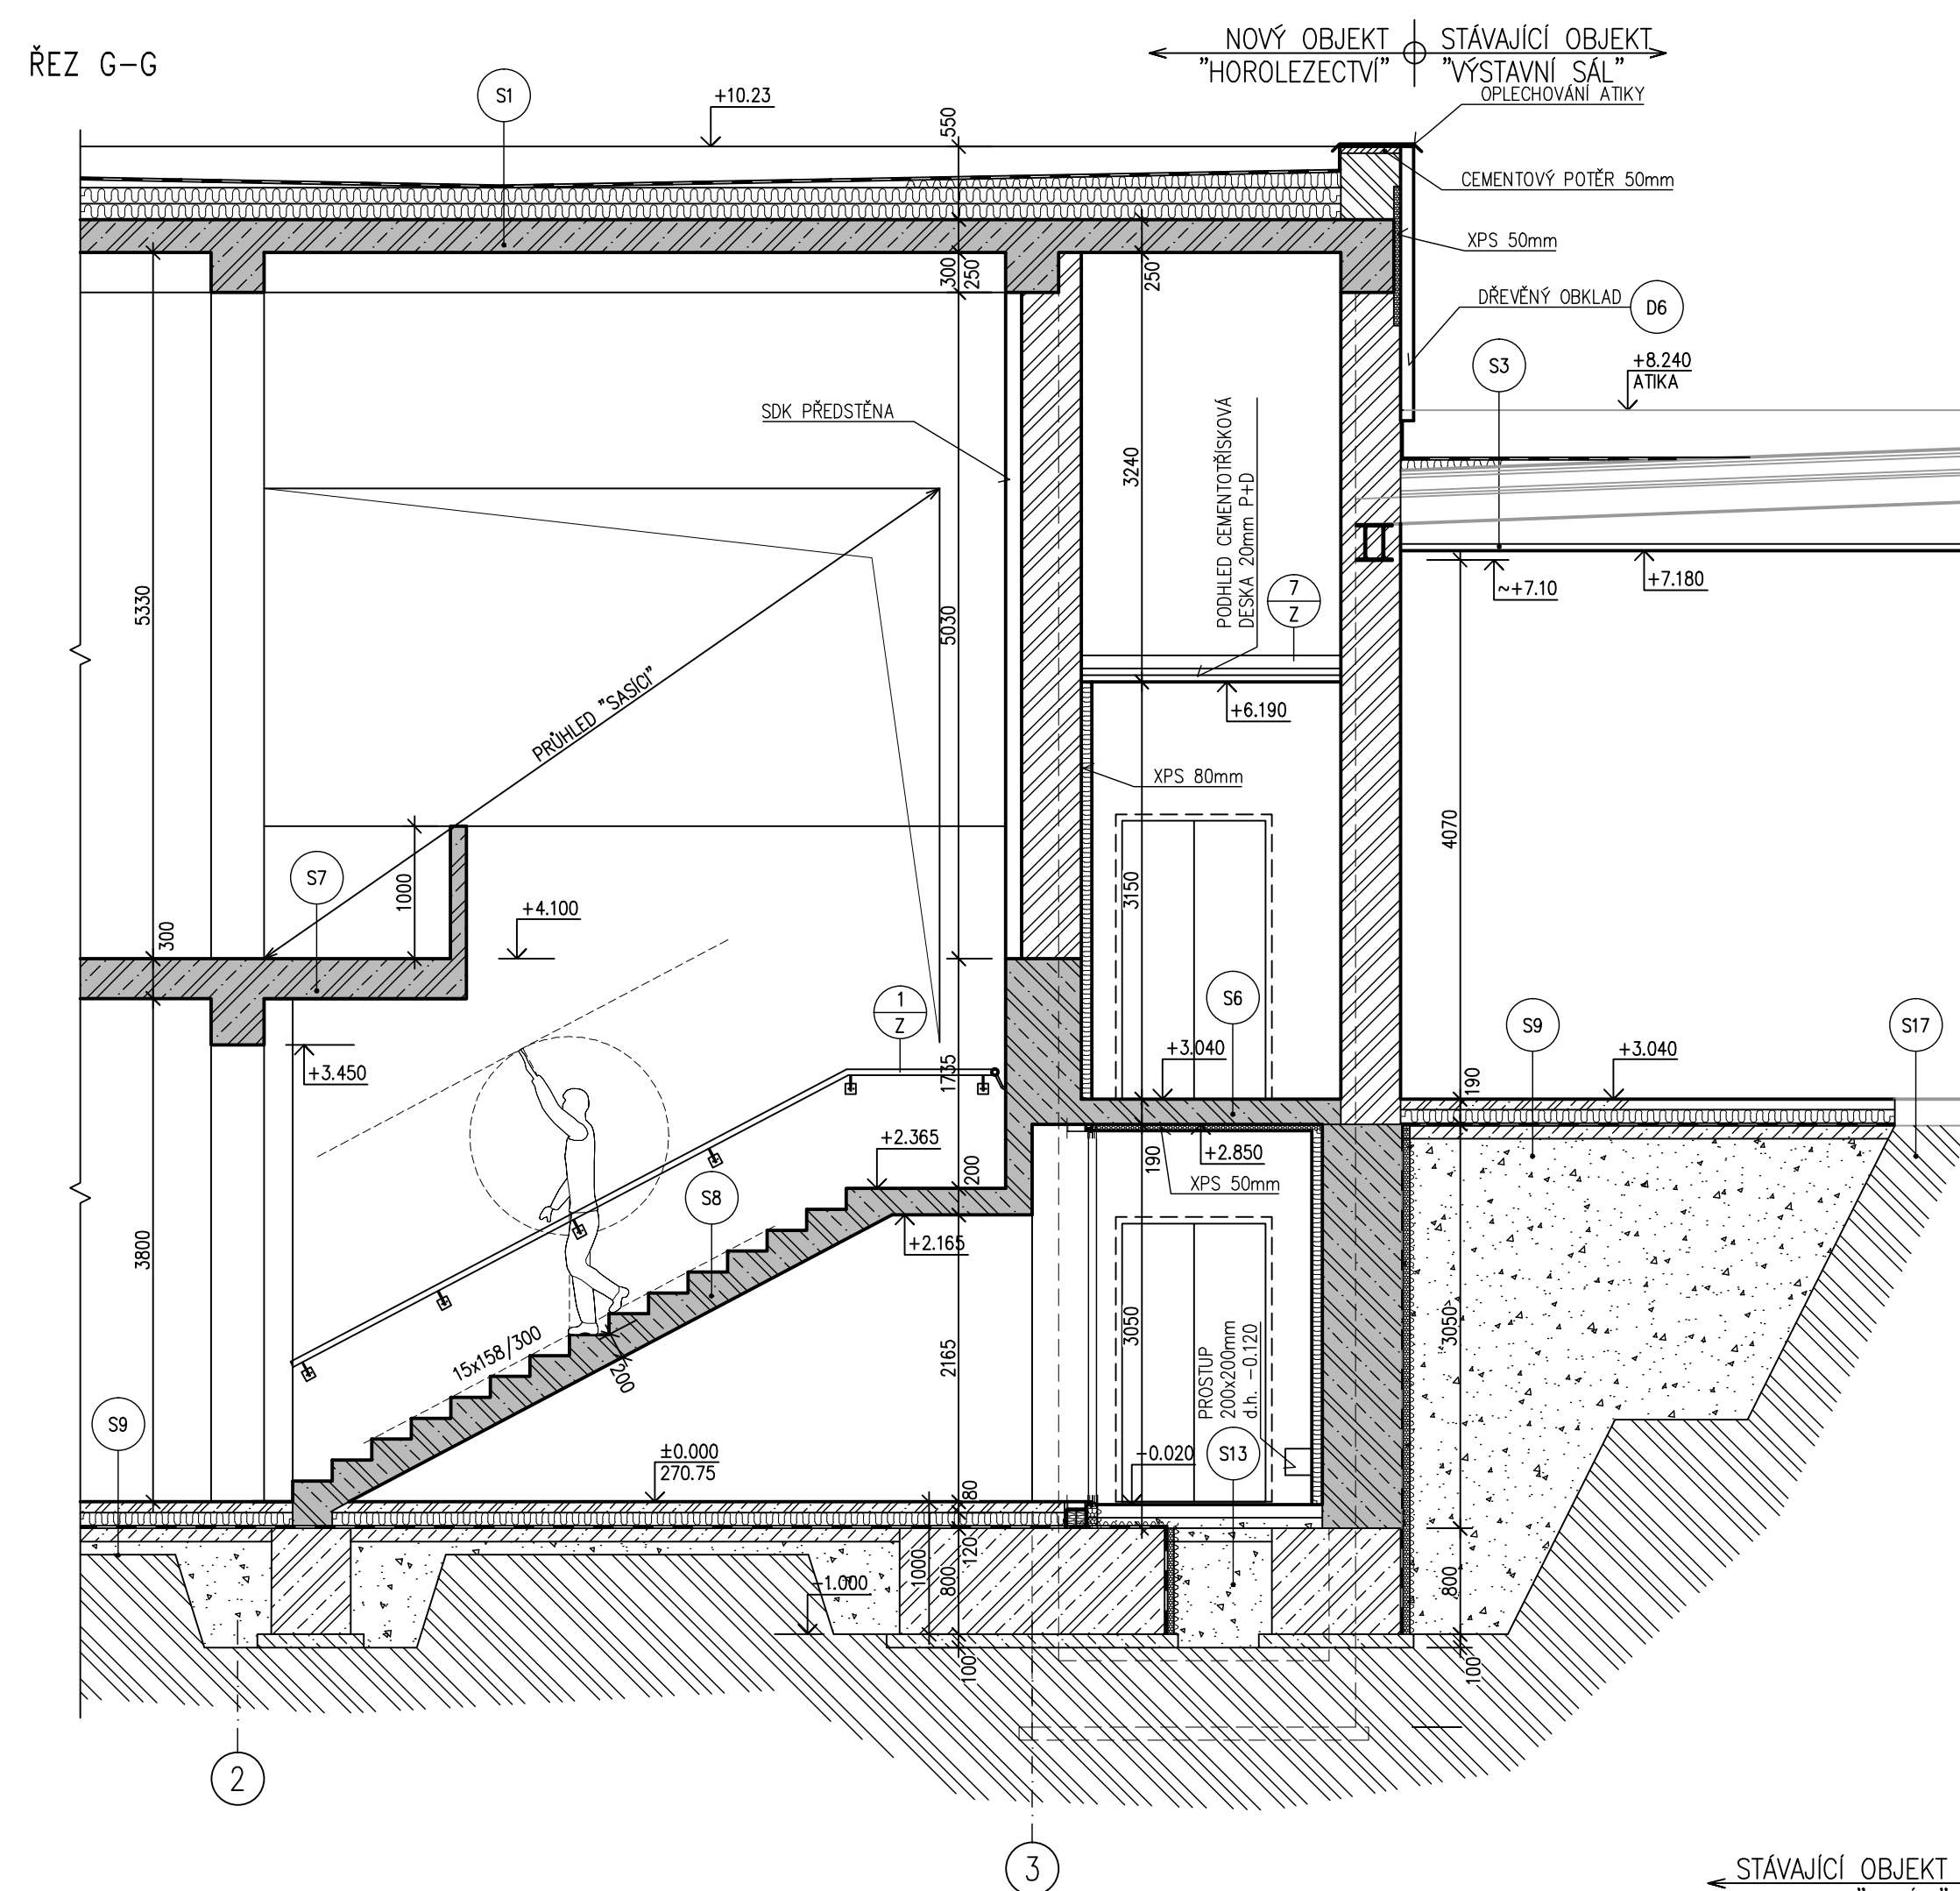 ŘEZ G-G
NOVÝ OBJEKT
"HOROLEZECTVÍ"
STÁVAJÍCÍ OBJEKT
"VÝSTAVNÍ SÁL"
OPLECHOVÁNÍ ATIKY
S1
+10.23
550
CEMENTOVÝ POTĚR 50mm
XPS 50mm
300
250
250
DŘEVĚNÝ OBKLAD
D6
S3
+8.240
ATIKA
SDK PŘEDSTĚNA
PODHLED CEMENTOTŘÍSKOVÁ
DESKA 20mm P+D
3240
5330
5030
7
Z
~+7.10
+7.180
PRŮHLED "SASÍCI"
+6.190
XPS 80mm
4070
S7
1000
3150
+4.100
300
1
Z
S6
S9
S17
+3.450
1735
+3.040
+3.040
190
+2.365
200
190
+2.850
XPS 50mm
S8
+2.165
3800
15x158/300
200
2165
3050
PROSTUP
200x200mm
d.h. -0.120
3050
S9
±0.000
270.75
80
-0.020
S13
120
1000
800
-1.000
800
100
100
2
3
STÁVAJÍCÍ OBJEKT